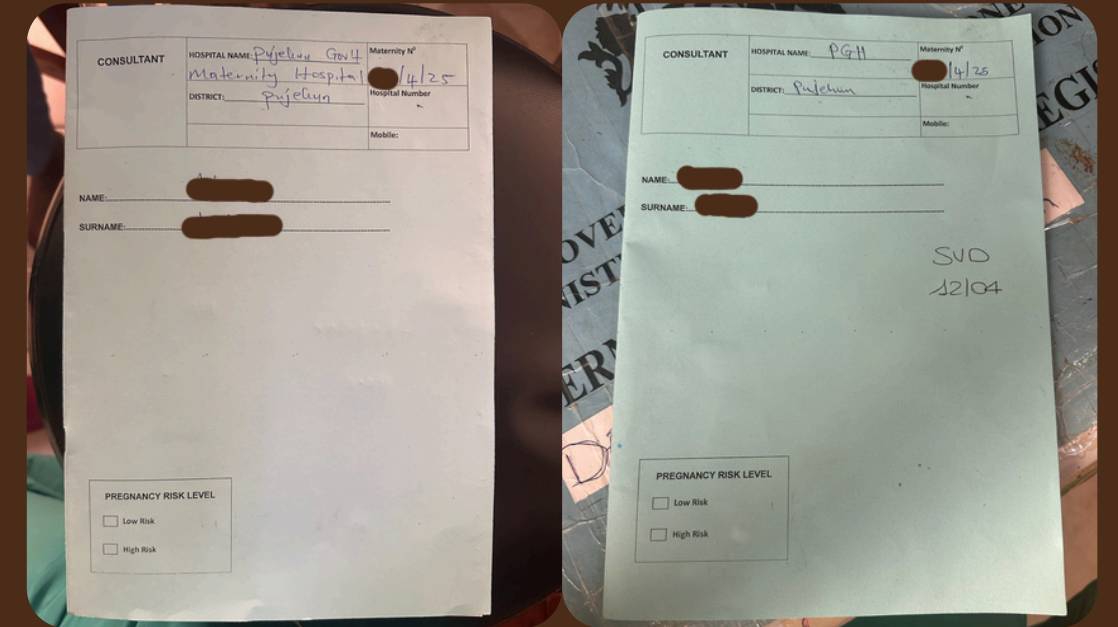 CONSULTANT
HOSPITAL NAME: Pujehun Govt
Maternity Hospital
DISTRICT: Pujehun
Maternity Nº
/4/25
Hospital Number
Mobile:
NAME:
SURNAME:
PREGNANCY RISK LEVEL
Low Risk
High Risk
CONSULTANT
HOSPITAL NAME: PGH
DISTRICT: Pujehun
Maternity Nº
/4/25
Hospital Number
Mobile:
NAME:
SURNAME:
SVD
12/04
PREGNANCY RISK LEVEL
Low Risk
High Risk